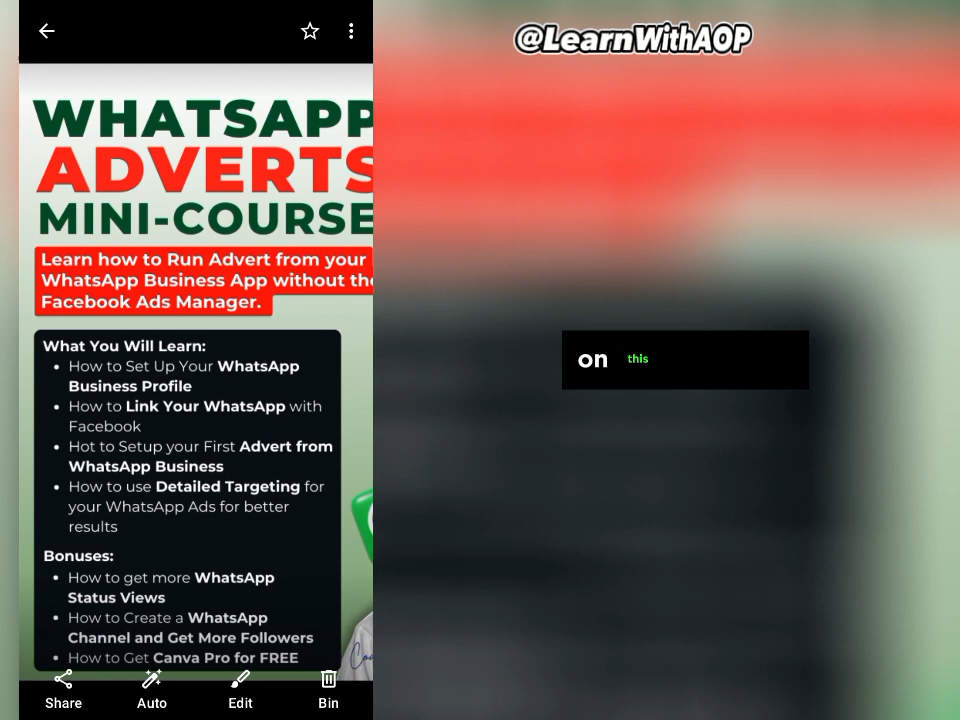 @LearnWithAOP
WHATSAPP
ADVERTS
MINI-COURSE
Learn how to Run Advert from your
WhatsApp Business App without the
Facebook Ads Manager.
What You Will Learn:
• How to Set Up Your WhatsApp
Business Profile
• How to Link Your WhatsApp with
Facebook
• Hot to Setup your First Advert from
WhatsApp Business
• How to use Detailed Targeting for
your WhatsApp Ads for better
results
Bonuses:
• How to get more WhatsApp
Status Views
• How to Create a WhatsApp
Channel and Get More Followers
• How to Get Canva Pro for FREE
Share Auto Edit Bin
on this